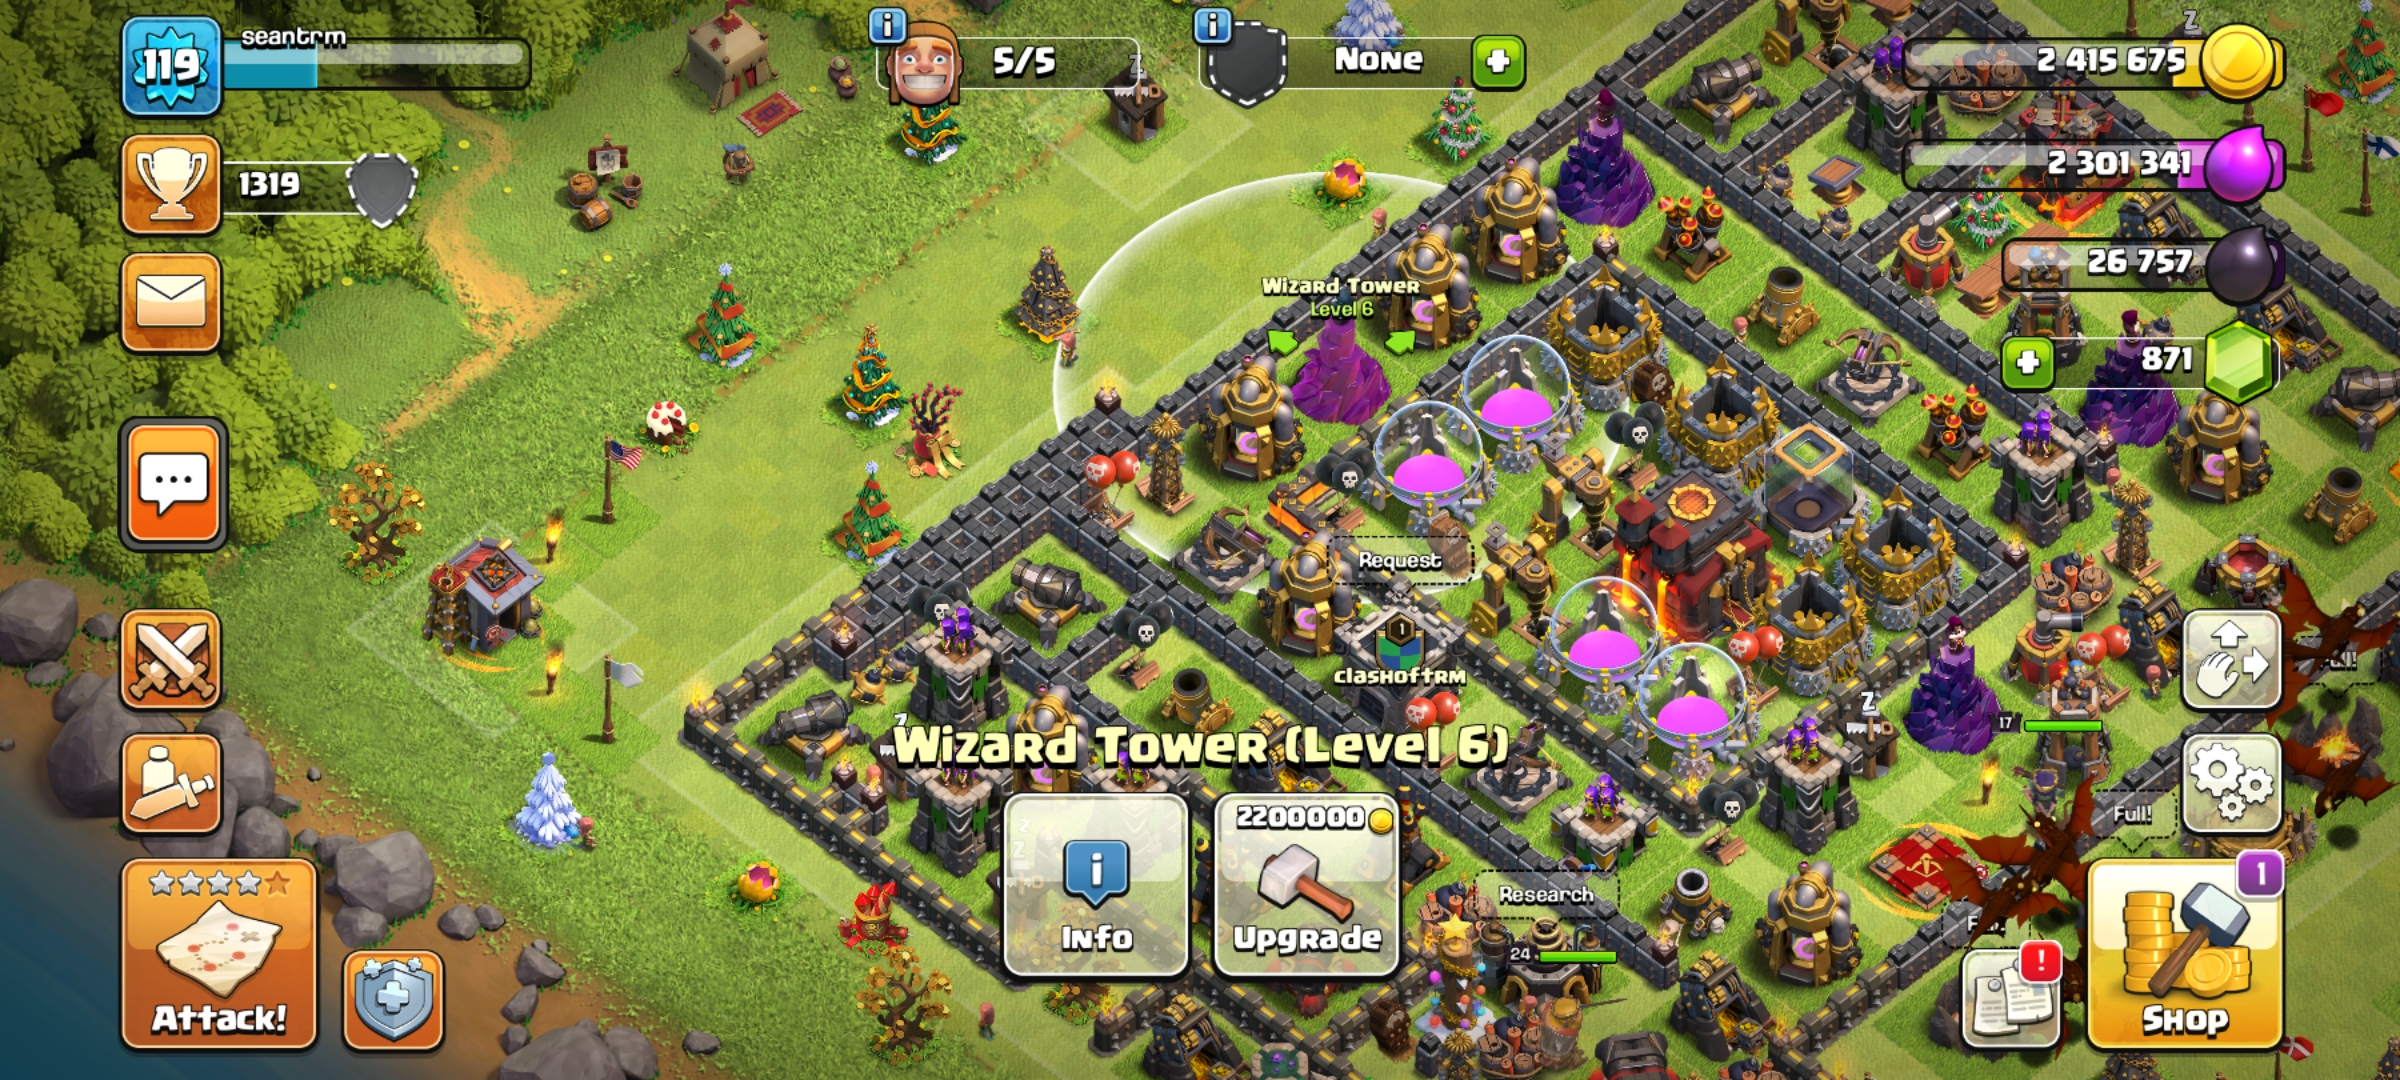 119
seantrm
5/5
None
2 415 675
1319
2 301 341
26 757
871
Wizard Tower
Level 6
Request
1
clashoftRM
Wizard Tower (Level 6)
17
Full!
2200000
Info
Upgrade
Research
24
Attack!
1
!
Shop